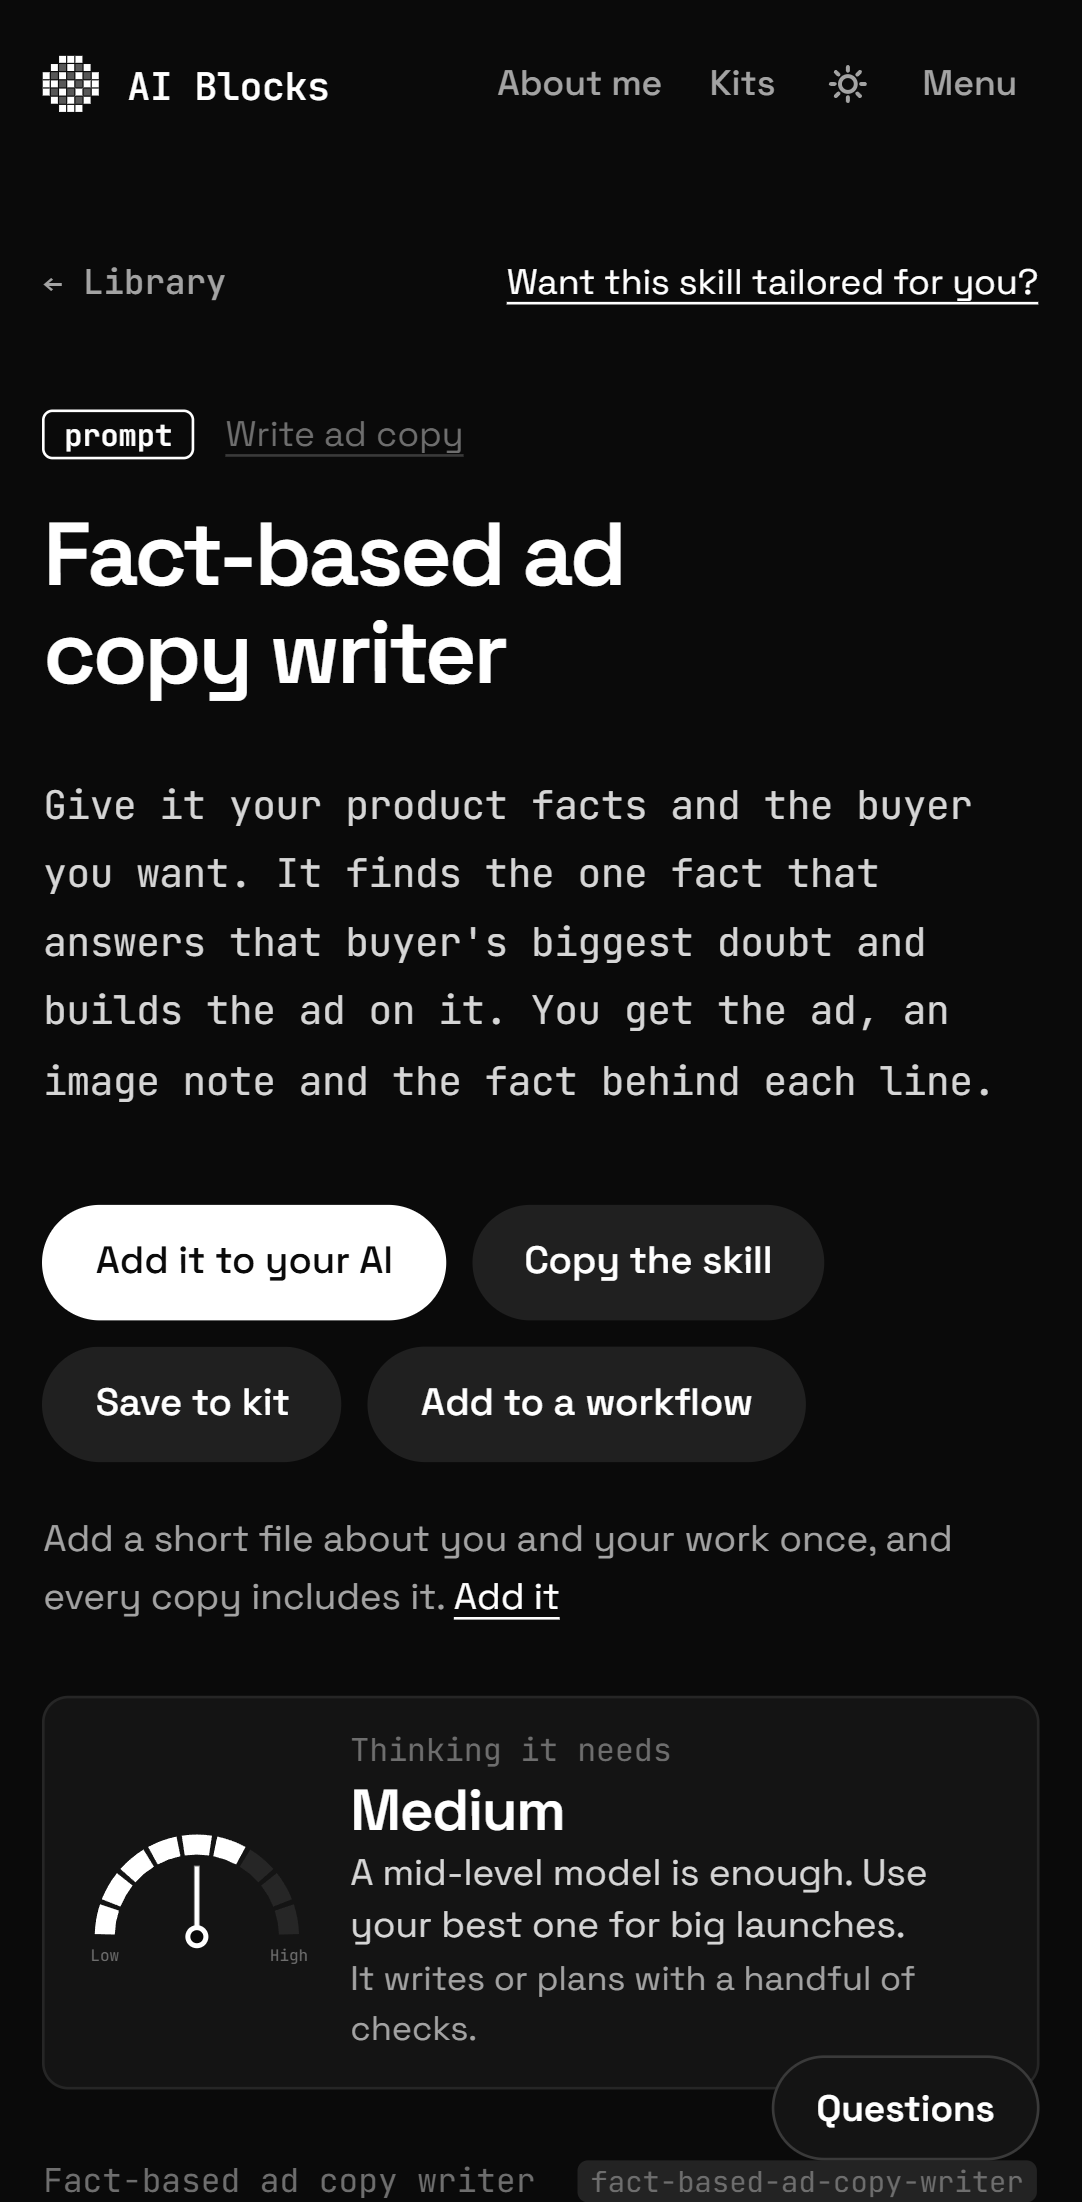 AI Blocks
About me
Kits
Menu
← Library
Want this skill tailored for you?
prompt
Write ad copy
Fact-based ad
copy writer
Give it your product facts and the buyer
you want. It finds the one fact that
answers that buyer's biggest doubt and
builds the ad on it. You get the ad, an
image note and the fact behind each line.
Add it to your AI
Copy the skill
Save to kit
Add to a workflow
Add a short file about you and your work once, and
every copy includes it. Add it
Thinking it needs
Medium
A mid-level model is enough. Use
your best one for big launches.
It writes or plans with a handful of
checks.
Low
High
Questions
Fact-based ad copy writer
fact-based-ad-copy-writer